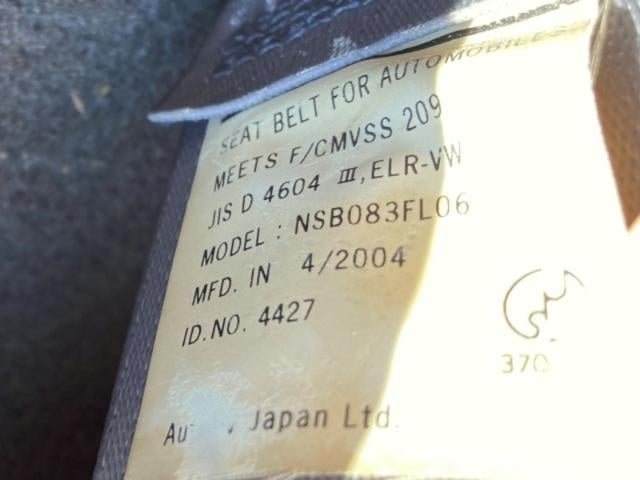 SEAT BELT FOR AUTOMOBILES
MEETS F/CMVSS 209
JIS D 4604 III, ELR-VW
MODEL : NSB083FL06
MFD. IN 4/2004
ID.NO. 4427
370
Japan Ltd.